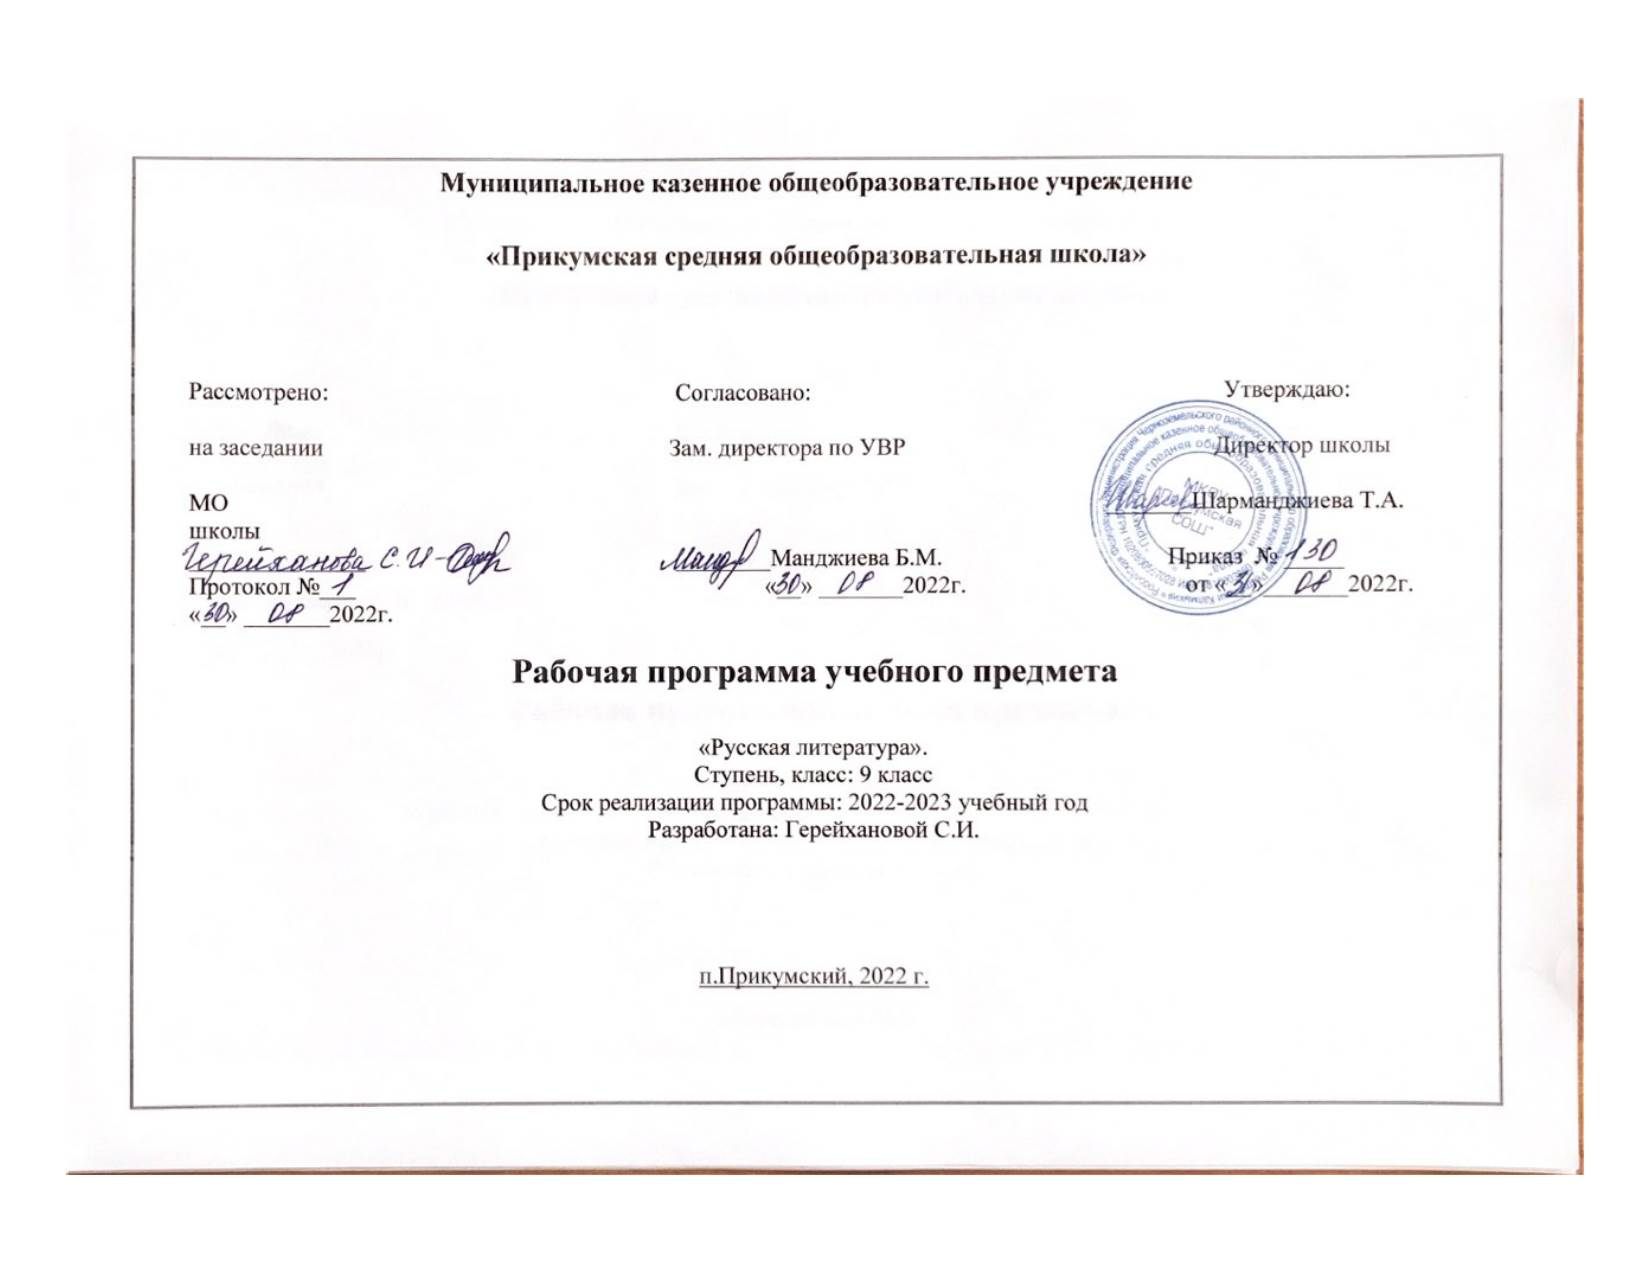 Муниципальное казенное общеобразовательное учреждение
«Прикумская средняя общеобразовательная школа»
Рассмотрено:
на заседании
МО
школы
Герейханова С.И.
Протокол № 1
«30» 08 2022г.
Согласовано:
Зам. директора по УВР
Манджиева Б.М.
«30» 08 2022г.
Утверждаю:
Директор школы
Шарманджиева Т.А.
Приказ № 130
от «31» 08 2022г.
МКОУ
"Прикумская
СОШ"
Рабочая программа учебного предмета
«Русская литература».
Ступень, класс: 9 класс
Срок реализации программы: 2022-2023 учебный год
Разработана: Герейхановой С.И.
п.Прикумский, 2022 г.